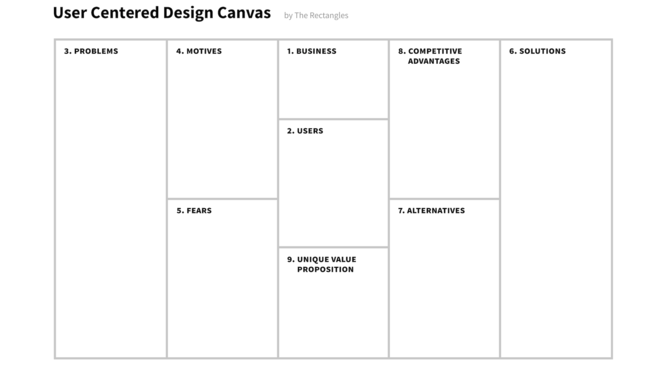 User Centered Design Canvas by The Rectangles
3. PROBLEMS
4. MOTIVES
1. BUSINESS
8. COMPETITIVE
ADVANTAGES
6. SOLUTIONS
2. USERS
5. FEARS
7. ALTERNATIVES
9. UNIQUE VALUE
PROPOSITION